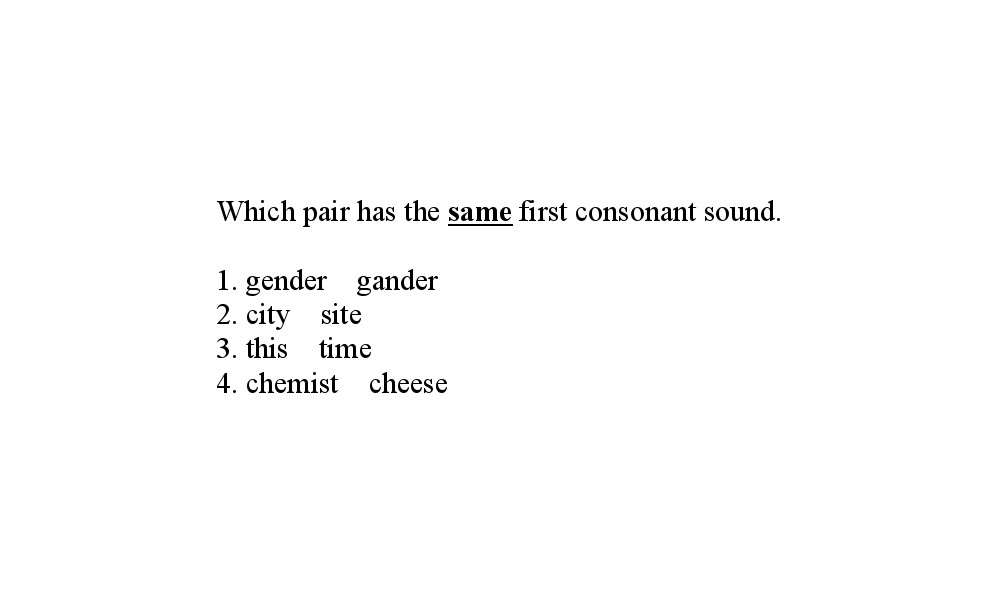 Which pair has the same first consonant sound.
1. gender gander
2. city site
3. this time
4. chemist cheese